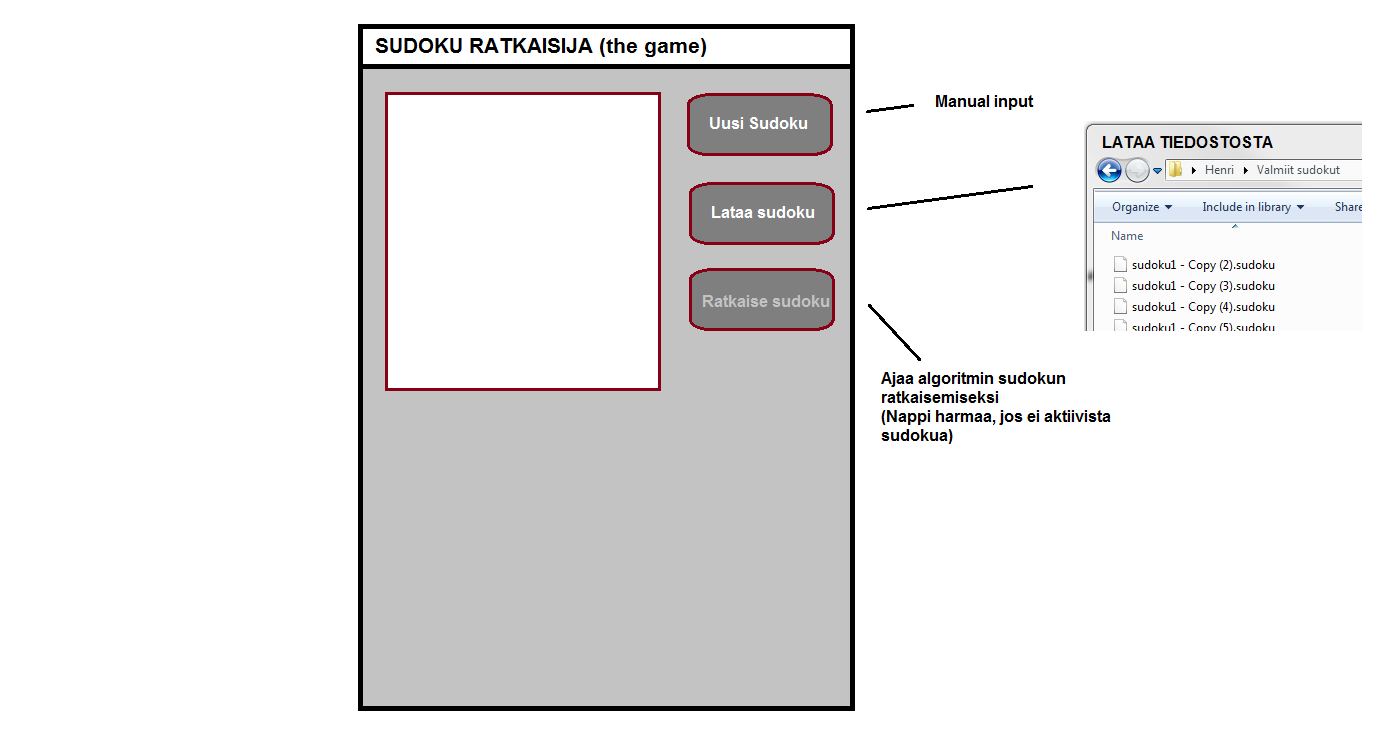 SUDOKU RATKAISIJA (the game)
Uusi Sudoku
Lataa sudoku
Ratkaise sudoku
Manual input
Ajaa algoritmin sudokun
ratkaisemiseksi
(Nappi harmaa, jos ei aktiivista
sudokua)
LATAA TIEDOSTOSTA
Henri Valmiit sudokut
Organize Include in library Share
Name
sudoku1 - Copy (2).sudoku
sudoku1 - Copy (3).sudoku
sudoku1 - Copy (4).sudoku
sudoku1 - Copy (5).sudoku